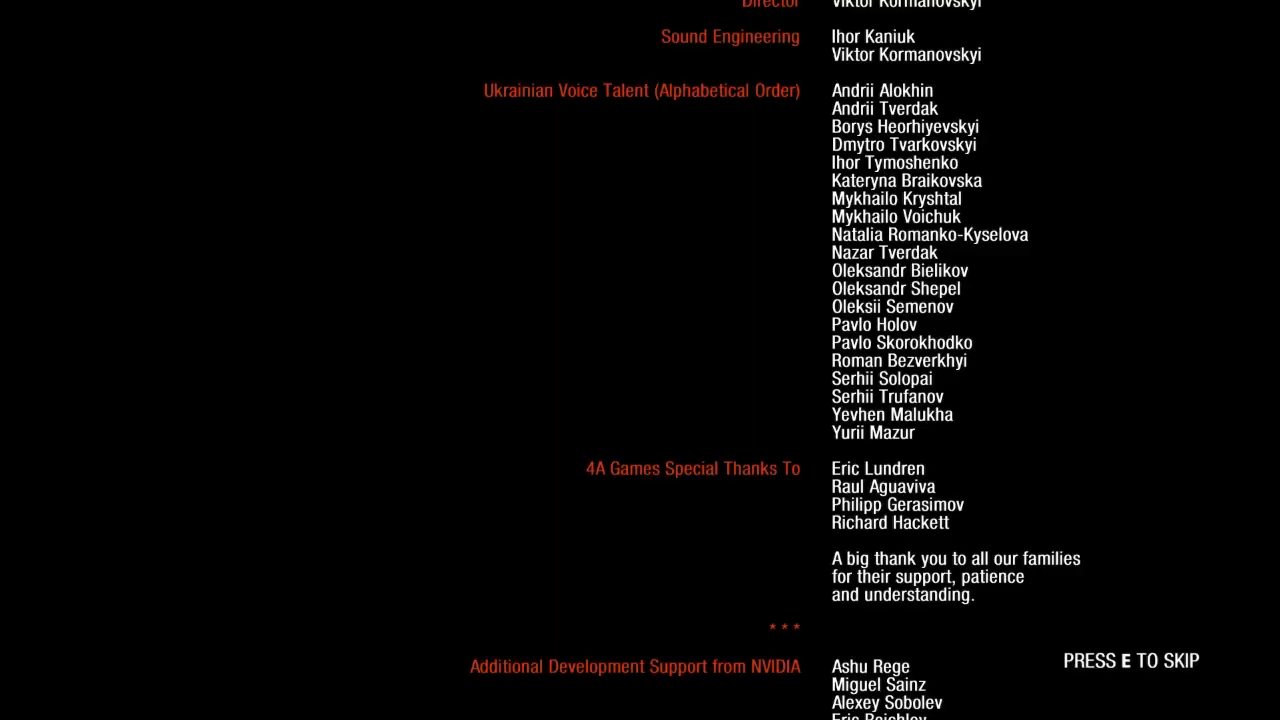 Director Viktor Kormanovskyi
Sound Engineering Ihor Kaniuk
Viktor Kormanovskyi
Ukrainian Voice Talent (Alphabetical Order) Andrii Alokhin
Andrii Tverdak
Borys Heorhiyevskyi
Dmytro Tvarkovskyi
Ihor Tymoshenko
Kateryna Braikovska
Mykhailo Kryshtal
Mykhailo Voichuk
Natalia Romanko-Kyselova
Nazar Tverdak
Oleksandr Bielikov
Oleksandr Shepel
Oleksii Semenov
Pavlo Holov
Pavlo Skorokhodko
Roman Bezverkhyi
Serhii Solopai
Serhii Trufanov
Yevhen Malukha
Yurii Mazur
4A Games Special Thanks To Eric Lundren
Raul Aguaviva
Philipp Gerasimov
Richard Hackett
A big thank you to all our families
for their support, patience
and understanding.
* * *
Additional Development Support from NVIDIA Ashu Rege
PRESS E TO SKIP
Miguel Sainz
Alexey Sobolev